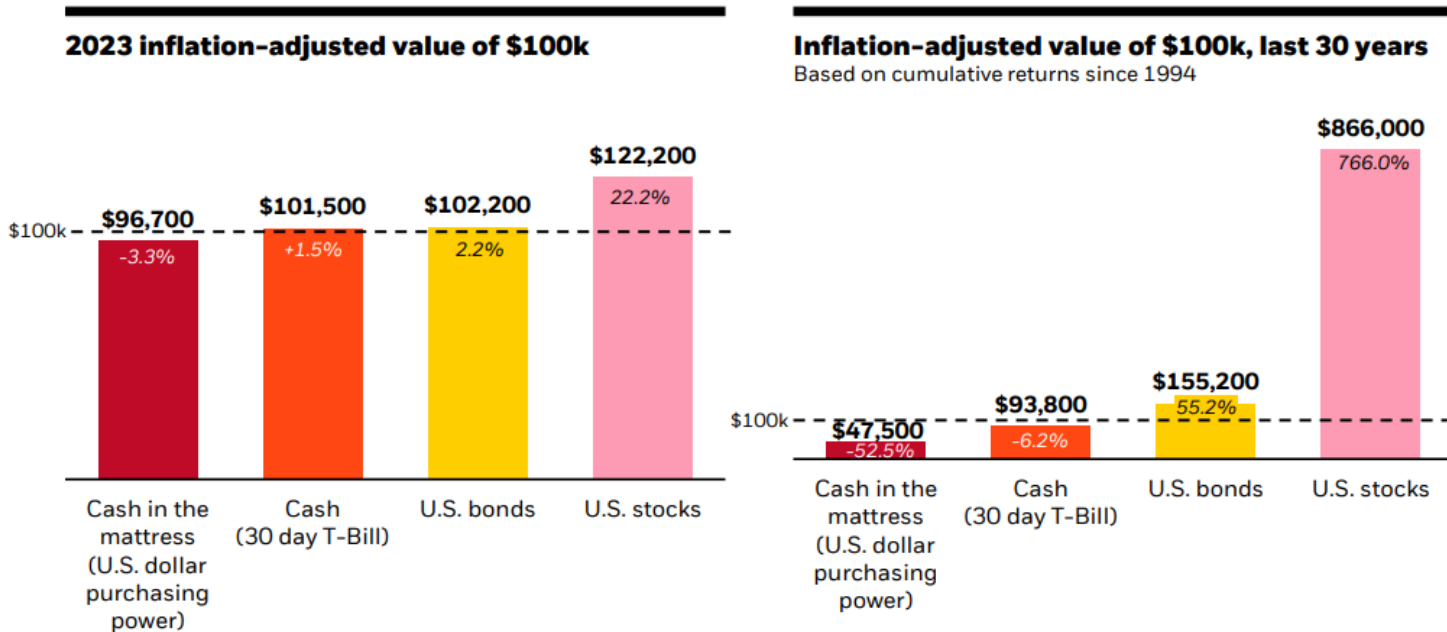 2023 inflation-adjusted value of $100k
$122,200
22.2%
$96,700
$101,500
$102,200
$100k
-3.3%
+1.5%
2.2%
Cash in the
mattress
(U.S. dollar
purchasing
power)
Cash
(30 day T-Bill)
U.S. bonds
U.S. stocks
Inflation-adjusted value of $100k, last 30 years
Based on cumulative returns since 1994
$866,000
766.0%
$155,200
55.2%
$93,800
$100k
$47,500
-52.5%
-6.2%
Cash in the
mattress
(U.S. dollar
purchasing
power)
Cash
(30 day T-Bill)
U.S. bonds
U.S. stocks